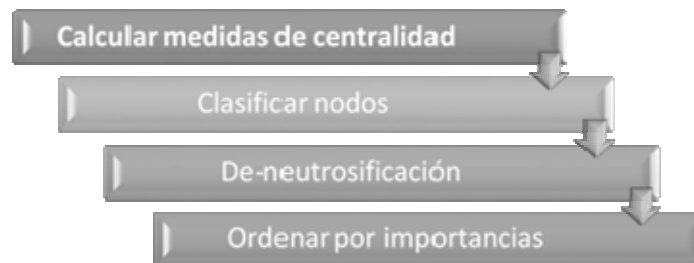 Calcular medidas de centralidad
Clasificar nodos
De-neutrosificación
Ordenar por importancias